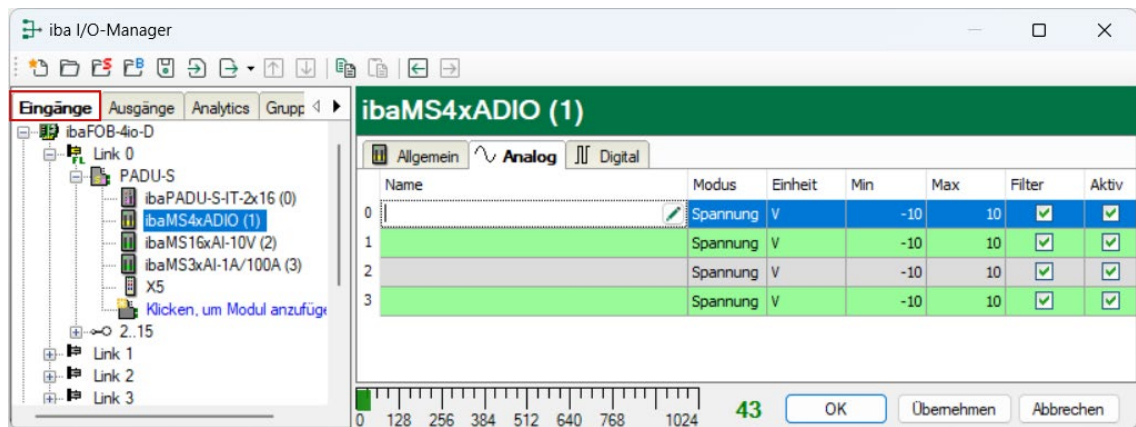 iba I/O-Manager
Eingänge Ausgänge Analytics Grupp
ibaFOB-4io-D
Link 0
PADU-S
ibaPADU-S-IT-2x16 (0)
ibaMS4xADIO (1)
ibaMS16xAI-10V (2)
ibaMS3xAI-1A/100A (3)
X5
Klicken, um Modul anzufüge
2..15
Link 1
Link 2
Link 3
ibaMS4xADIO (1)
Allgemein Analog Digital
Name Modus Einheit Min Max Filter Aktiv
0 Spannung V -10 10
1 Spannung V -10 10
2 Spannung V -10 10
3 Spannung V -10 10
0 128 256 384 512 640 768 1024
43 OK Übernehmen Abbrechen